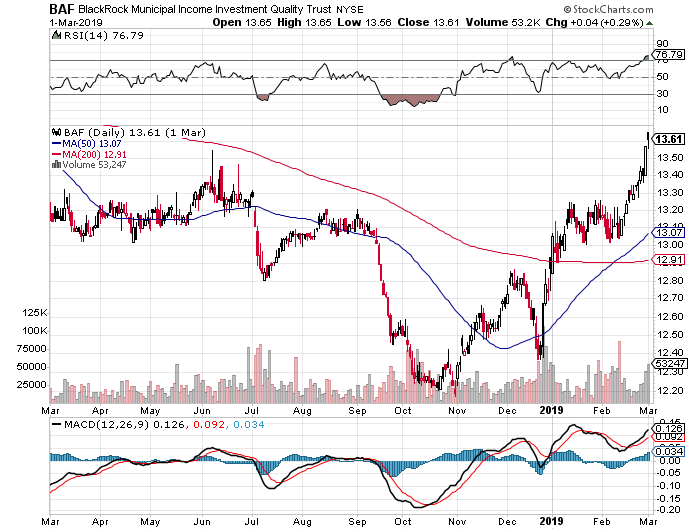 BAF BlackRock Municipal Income Investment Quality Trust NYSE
© StockCharts.com
1-Mar-2019
Open 13.65 High 13.65 Low 13.56 Close 13.61 Volume 53.2K Chg +0.04 (+0.29%)
RSI(14) 76.79
90
76.79
70
50
30
10
BAF (Daily) 13.61 (1 Mar)
MA(50) 13.07
MA(200) 12.91
Volume 53,247
13.61
13.50
13.40
13.30
13.20
13.10
13.07
13.00
12.91
12.90
12.80
12.70
12.60
12.50
12.40
12.30
12.20
125K
100K
75000
50000
25000
53247
Mar Apr May Jun Jul Aug Sep Oct Nov Dec 2019 Feb Mar
MACD(12,26,9) 0.126, 0.092, 0.034
0.126
0.092
0.034
0.00
-0.05
-0.10
-0.15
-0.20
Mar Apr May Jun Jul Aug Sep Oct Nov Dec 2019 Feb Mar